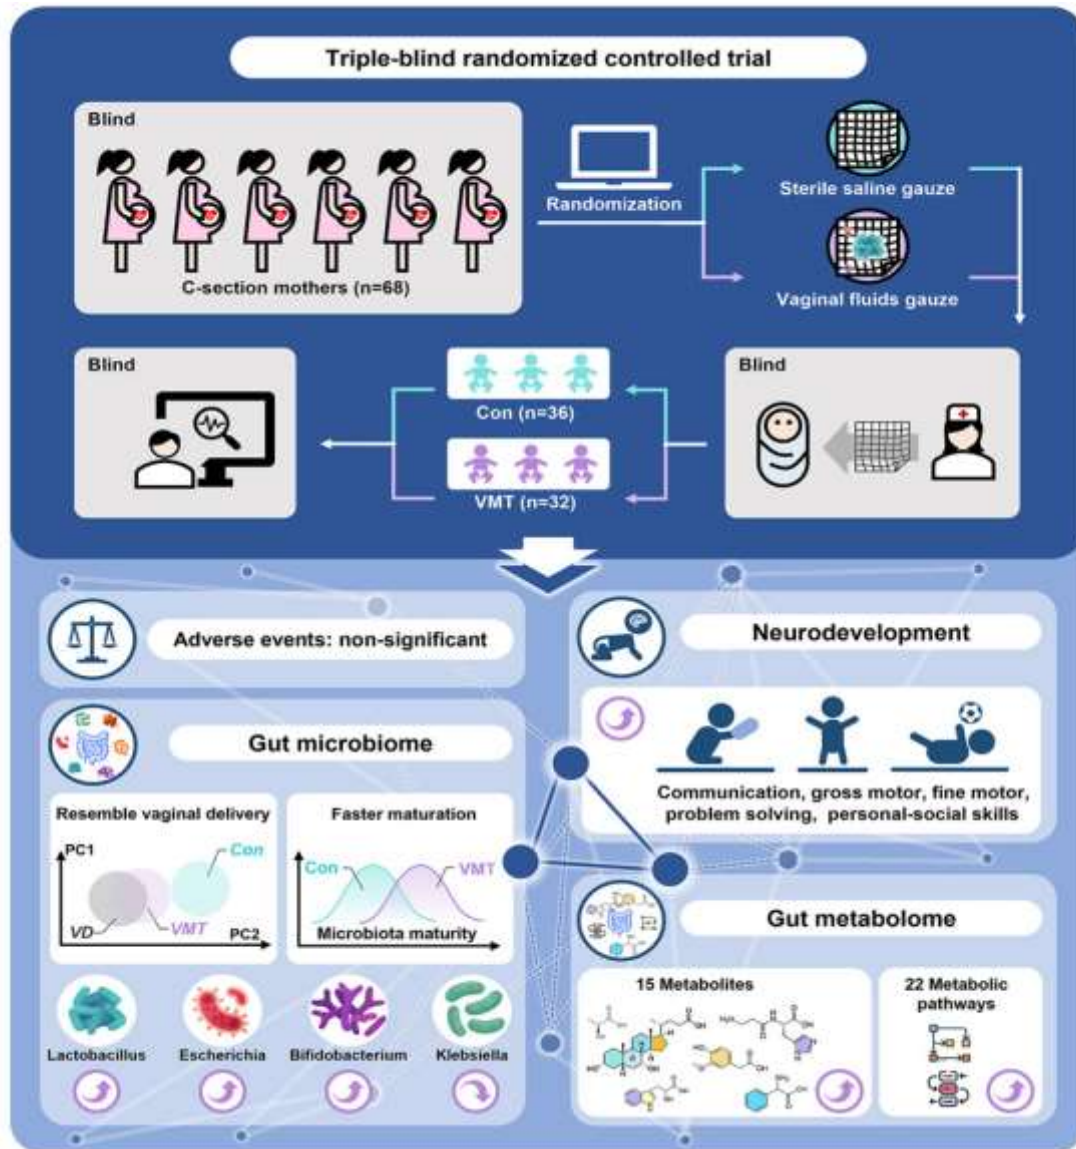 Triple-blind randomized controlled trial
Blind
C-section mothers (n=68)
Randomization
Sterile saline gauze
Vaginal fluids gauze
Blind
Con (n=36)
VMT (n=32)
Blind
Adverse events: non-significant
Gut microbiome
Resemble vaginal delivery
PC1
Con
VD
VMT
PC2
Faster maturation
Con
VMT
Microbiota maturity
Lactobacillus
Escherichia
Bifidobacterium
Klebsiella
Neurodevelopment
Communication, gross motor, fine motor,
problem solving, personal-social skills
Gut metabolome
15 Metabolites
22 Metabolic
pathways